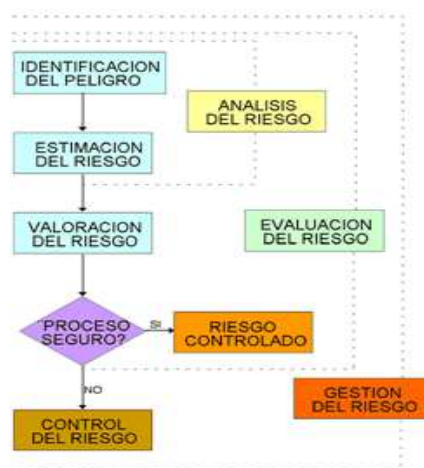 IDENTIFICACION
DEL PELIGRO
ANALISIS
DEL RIESGO
ESTIMACION
DEL RIESGO
VALORACION
DEL RIESGO
EVALUACION
DEL RIESGO
¿PROCESO
SEGURO?
SI
RIESGO
CONTROLADO
NO
GESTION
DEL RIESGO
CONTROL
DEL RIESGO